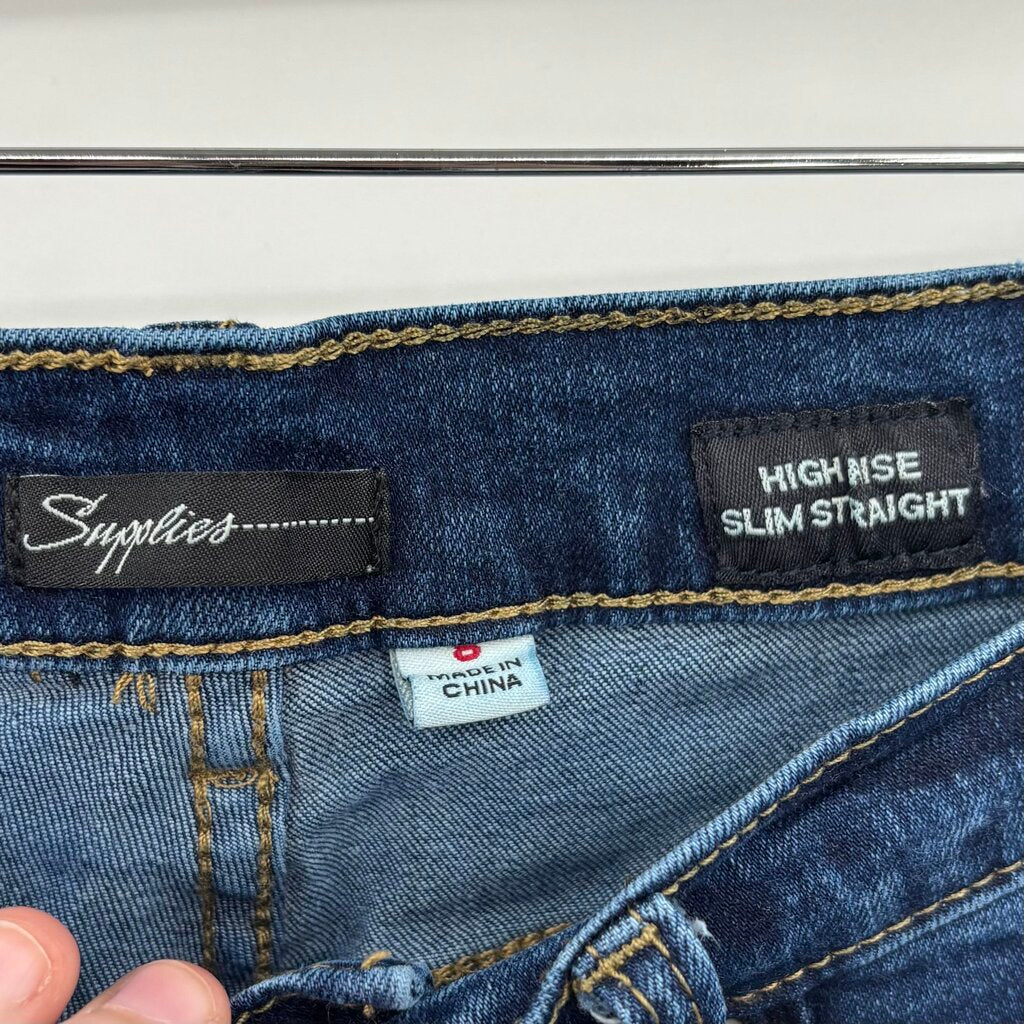 Supplies
HIGH RISE
SLIM STRAIGHT
MADE IN
CHINA